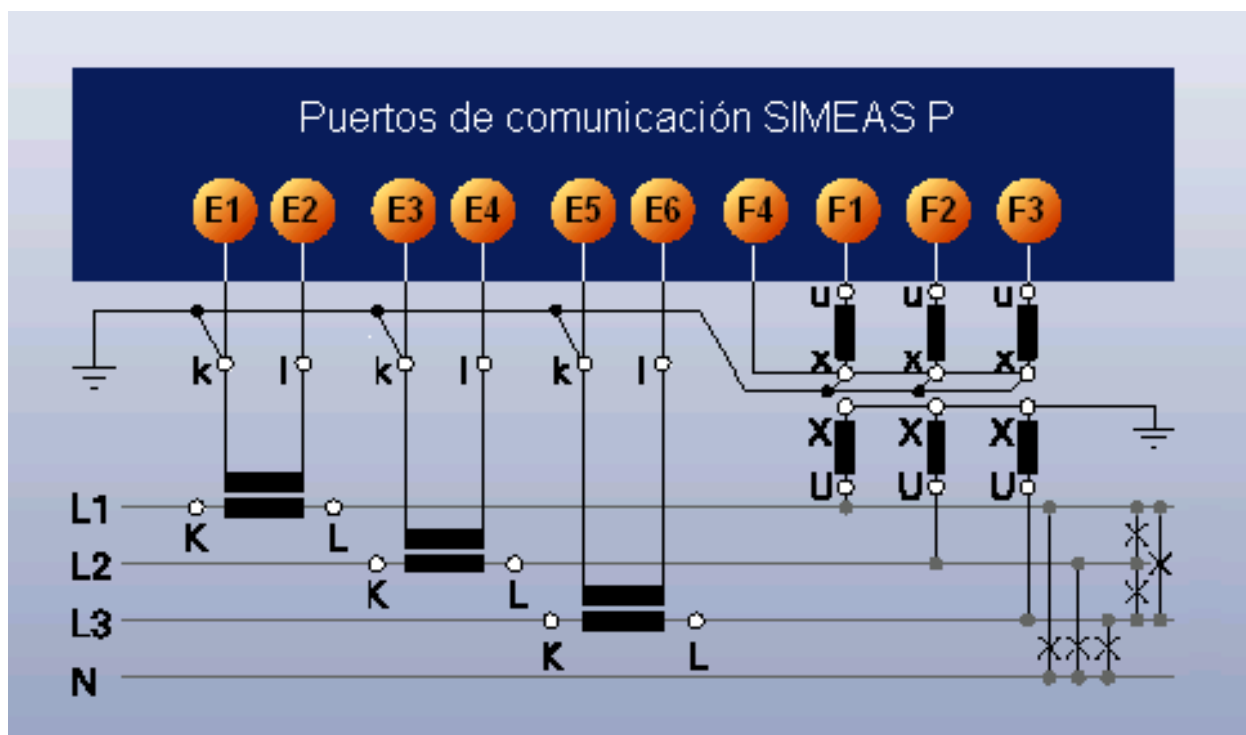 Puertos de comunicación SIMEAS P
E1 E2 E3 E4 E5 E6 F4 F1 F2 F3
u u u
k l k l k l x x x
X X X
U U U
L1
K L
L2
K L
L3
K L
N